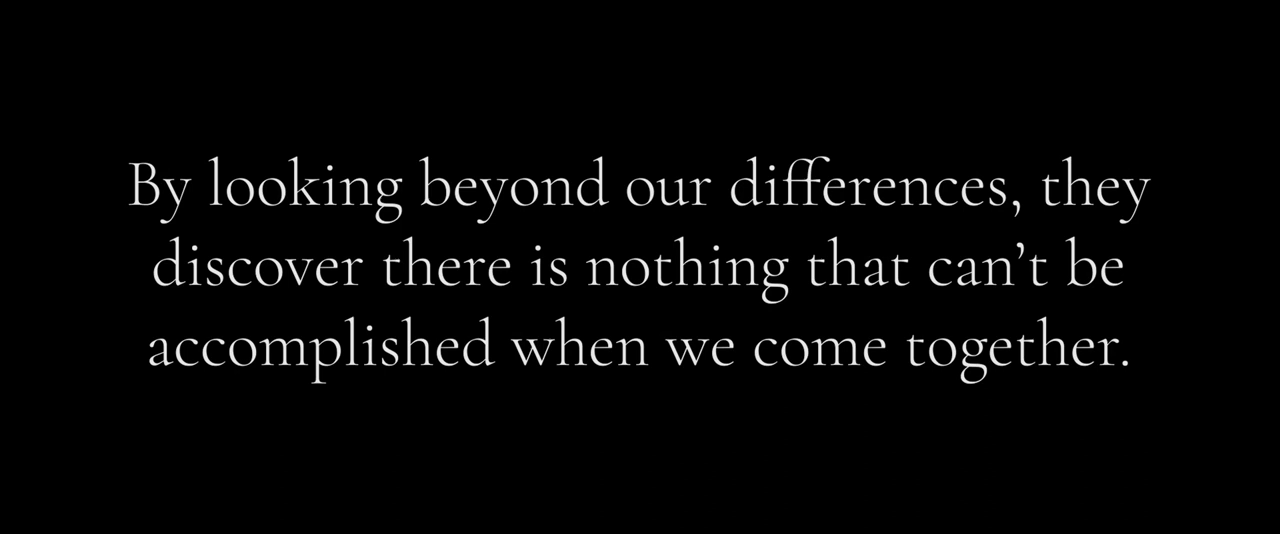 By looking beyond our differences, they
discover there is nothing that can’t be
accomplished when we come together.